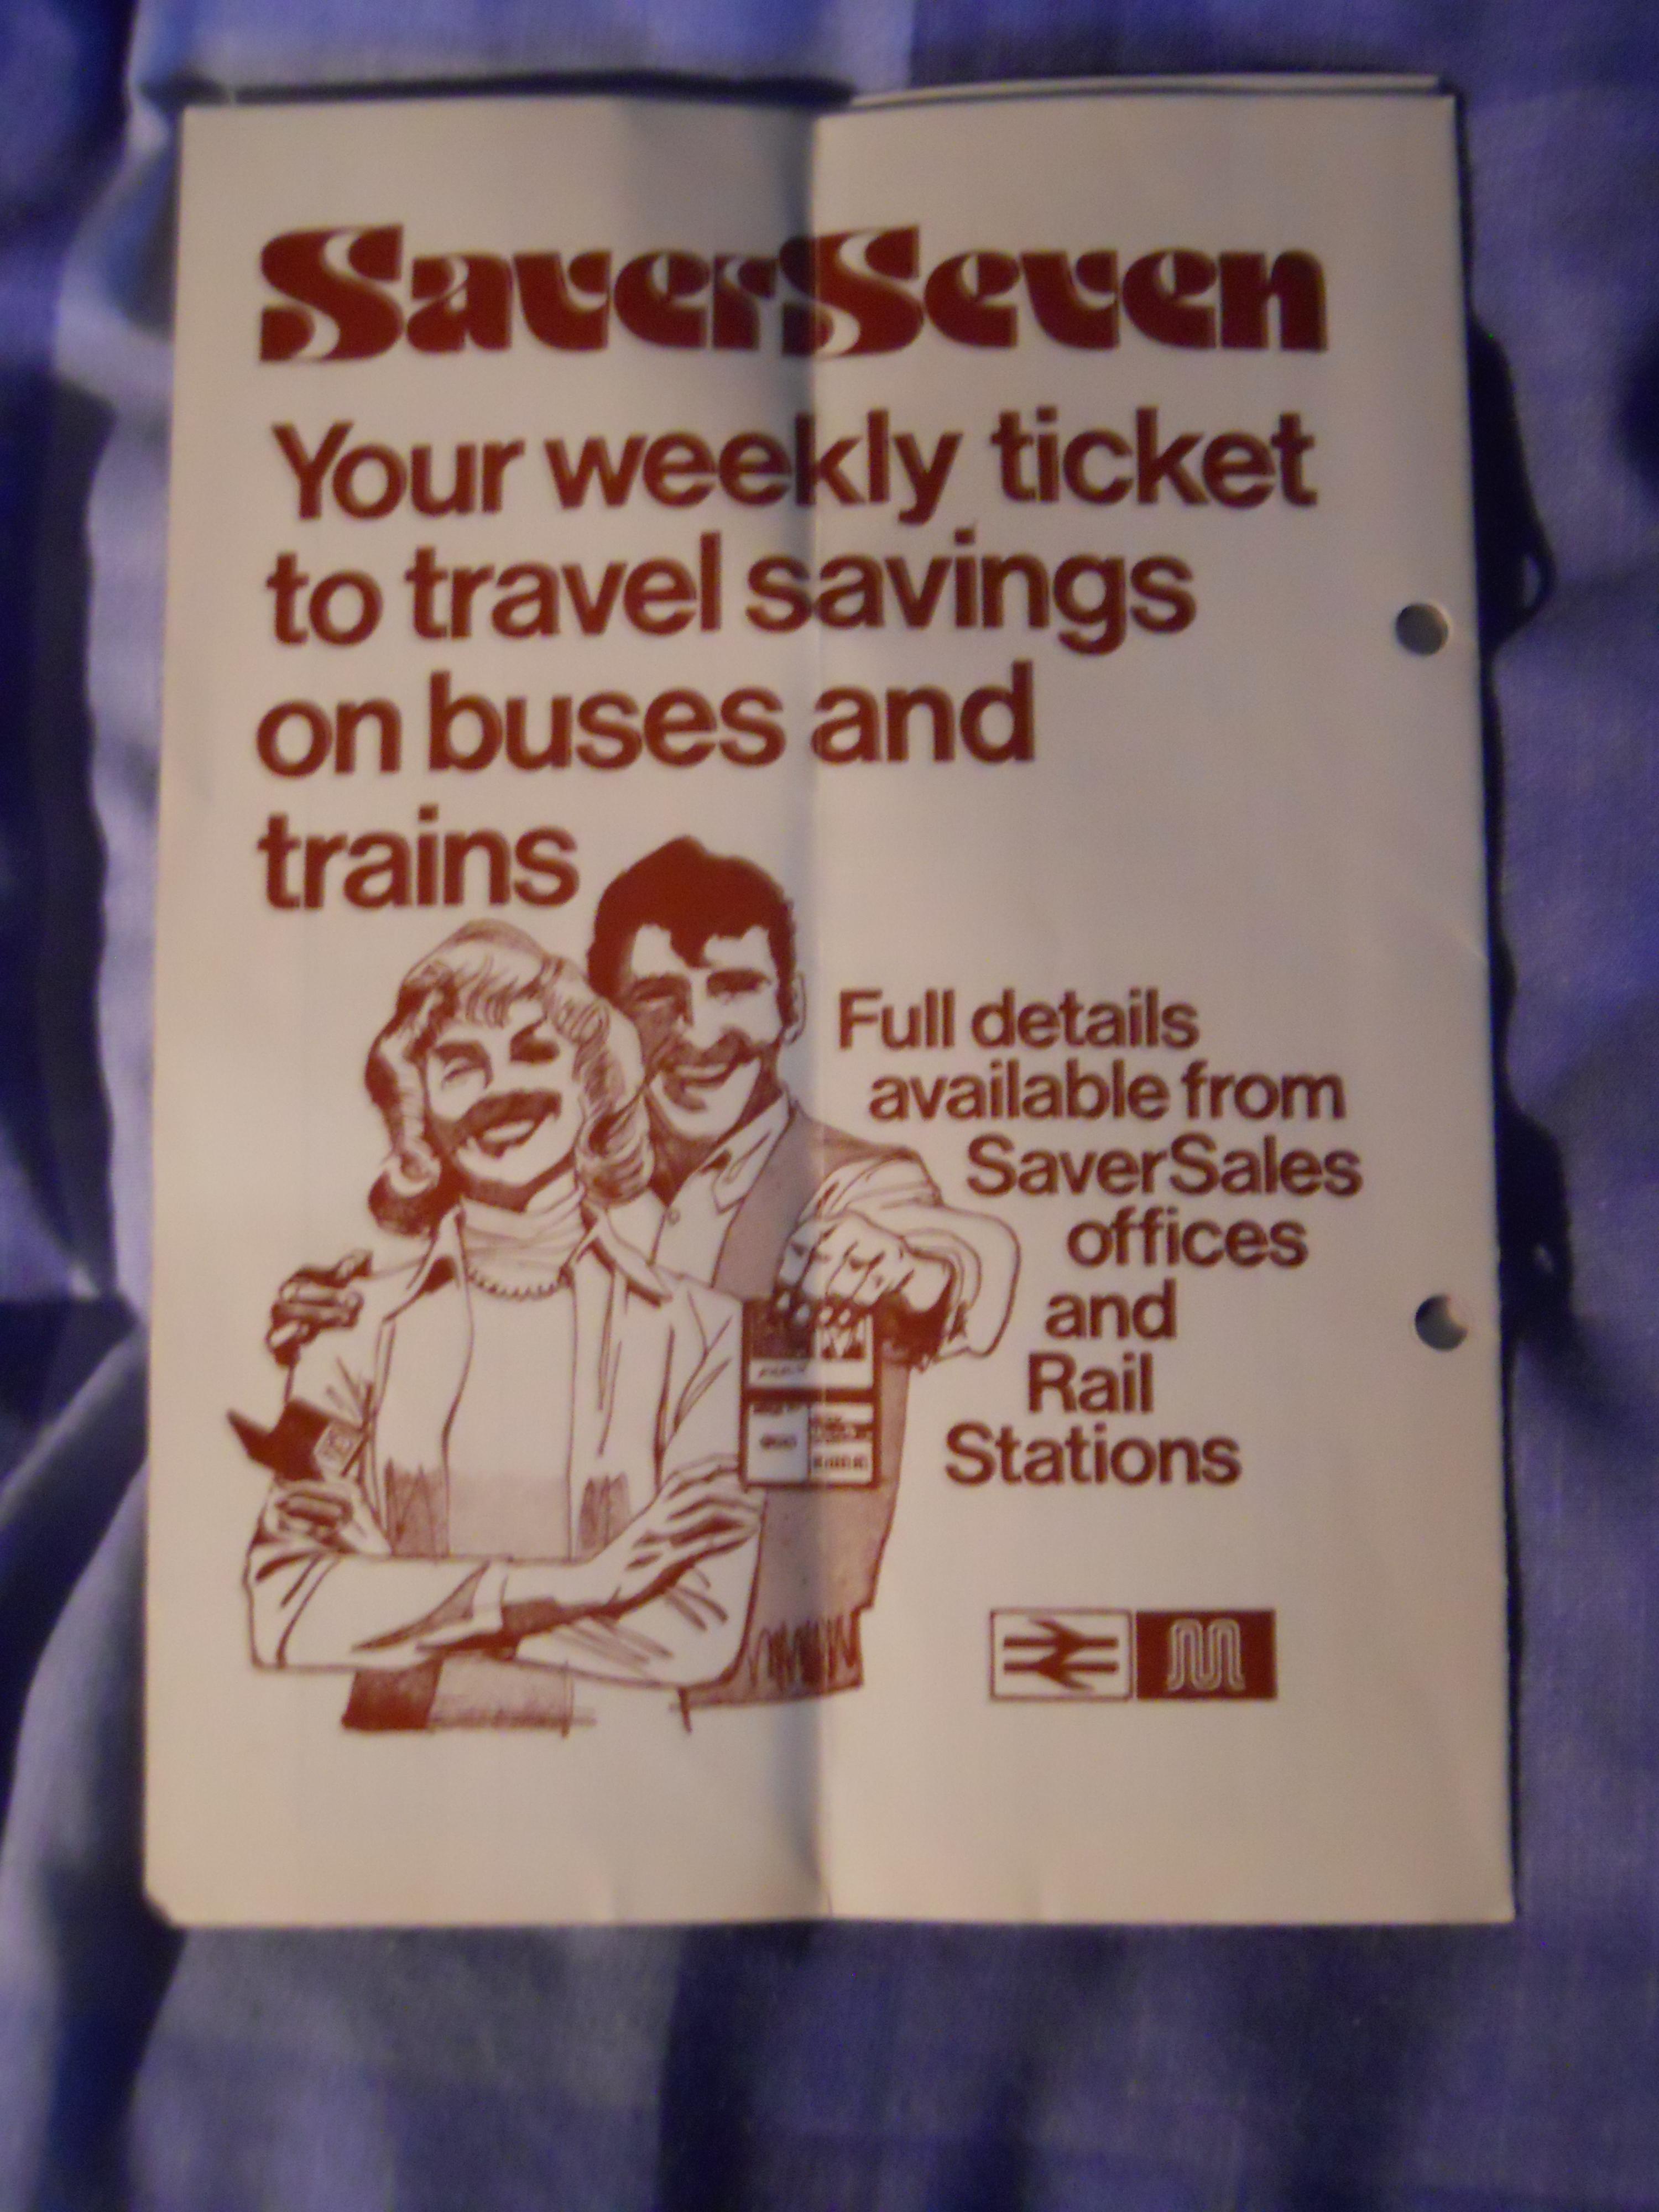 SaverSeven
Your weekly ticket
to travel savings
on buses and
trains
Full details
available from
SaverSales
offices
and
Rail
Stations